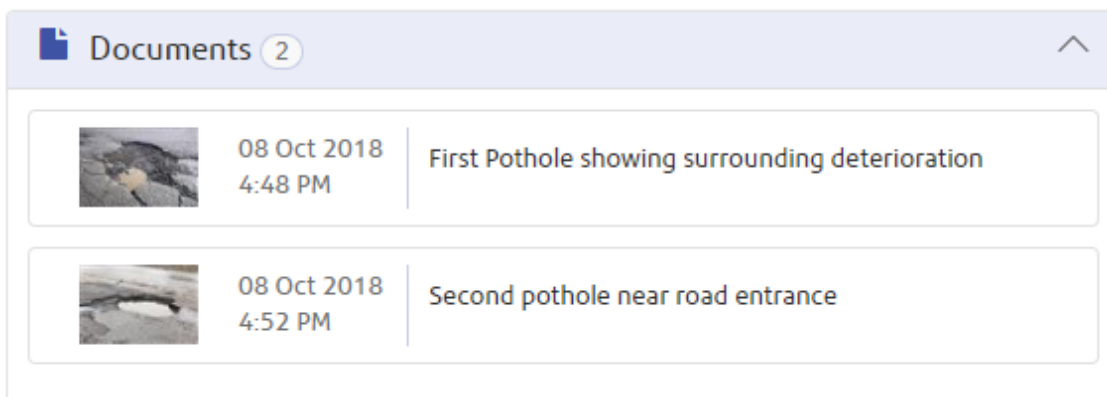 Documents 2
08 Oct 2018
4:48 PM
First Pothole showing surrounding deterioration
08 Oct 2018
4:52 PM
Second pothole near road entrance